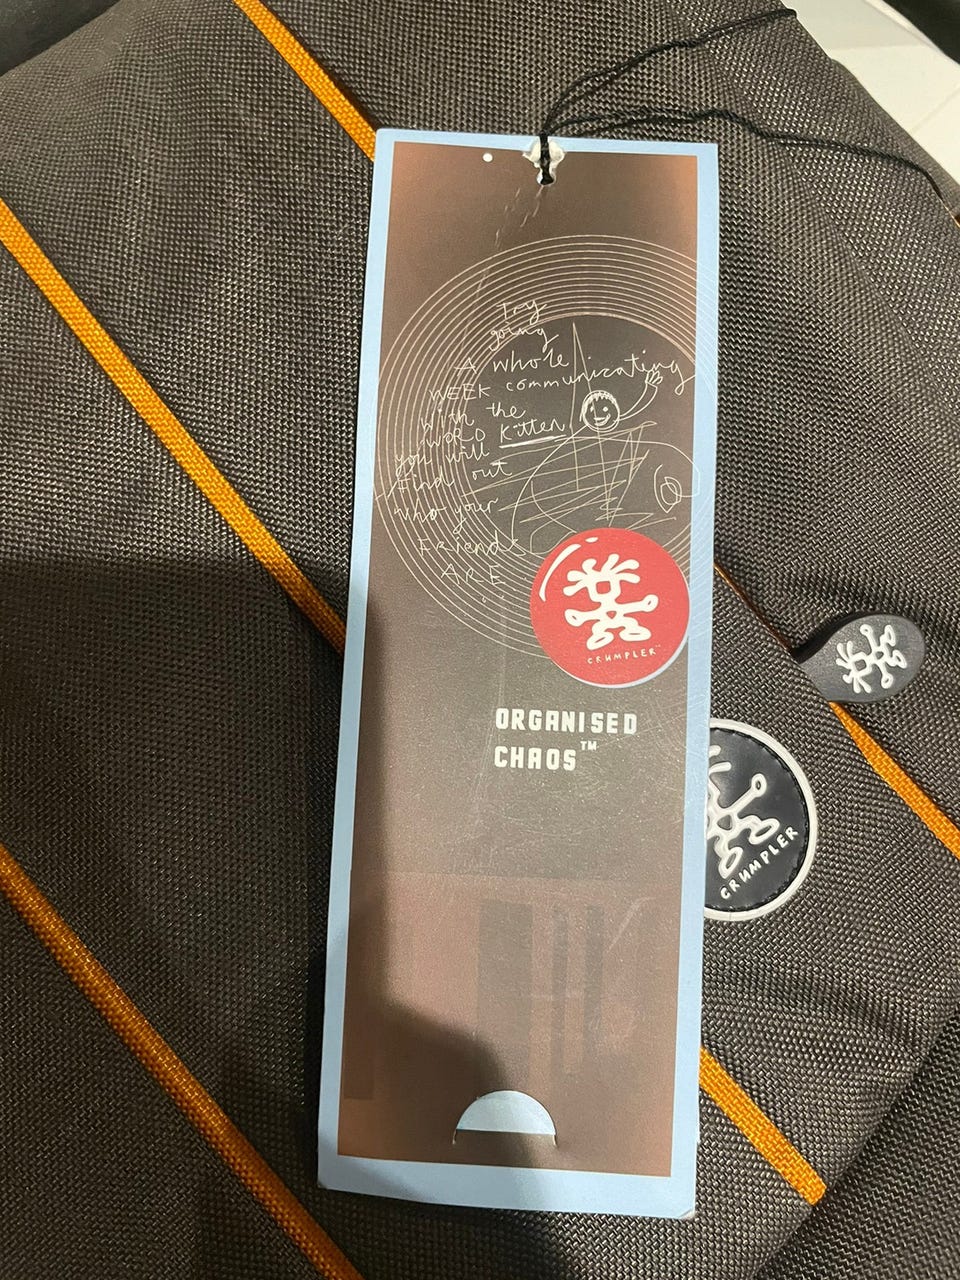 Try
going
A whole
WEEK communicating
with the
WORLD kitten
you will
find out
who your
Friends
ARE
CRUMPLER
ORGANISED
CHAOS™
CRUMPLER